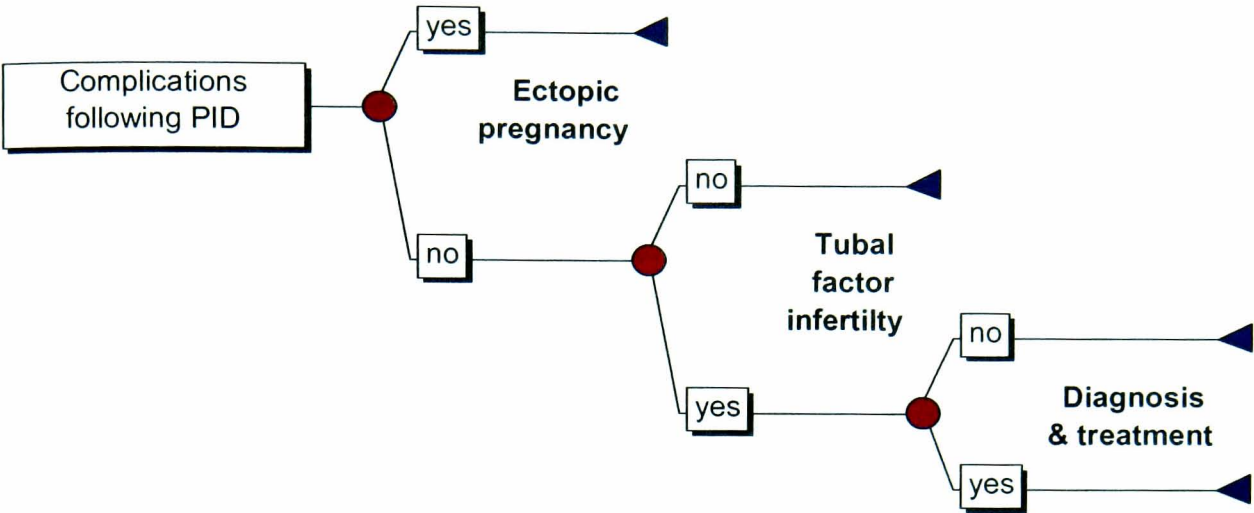 yes
Complications
following PID
Ectopic
pregnancy
no
no
Tubal
factor
infertilty
no
yes
Diagnosis
& treatment
yes